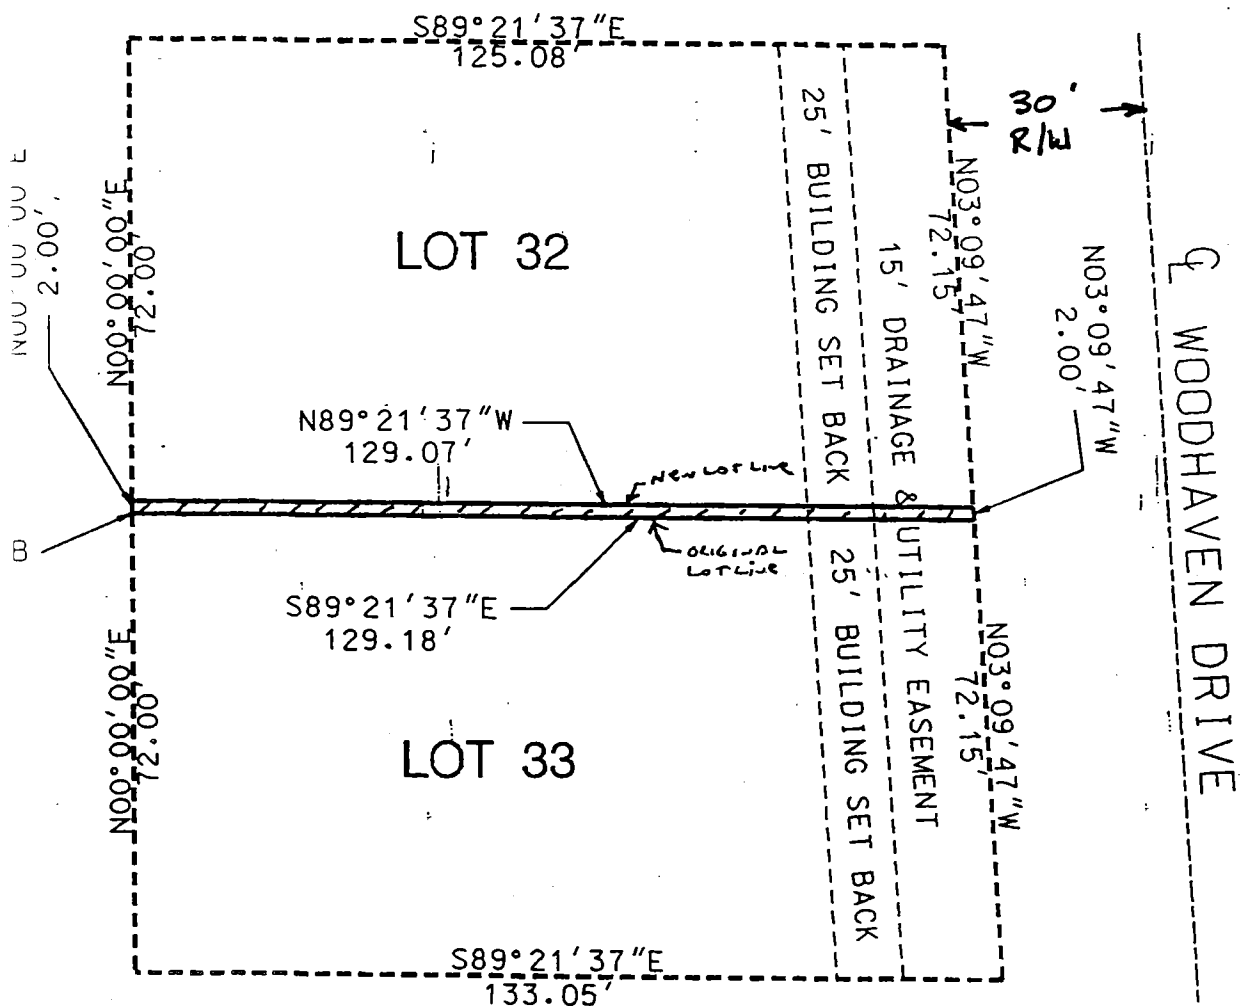 S89°21'37"E
125.08'
30'
R/W
N00°00'00"E
2.00'
N00°00'00"E
72.00'
LOT 32
25' BUILDING SET BACK
15' DRAINAGE & UTILITY EASEMENT
N03°09'47"W
72.15'
N03°09'47"W
2.00'
℄ WOODHAVEN DRIVE
N89°21'37"W
129.07'
NEW LOT LINE
B
ORIGINAL
LOT LINE
S89°21'37"E
129.18'
N00°00'00"E
72.00'
LOT 33
25' BUILDING SET BACK
N03°09'47"W
72.15'
S89°21'37"E
133.05'